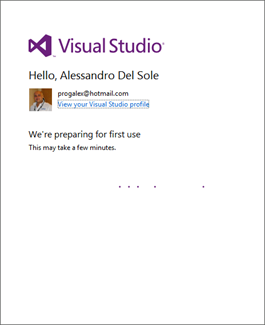 Visual Studio
Hello, Alessandro Del Sole
progalex@hotmail.com
View your Visual Studio profile
We're preparing for first use
This may take a few minutes.